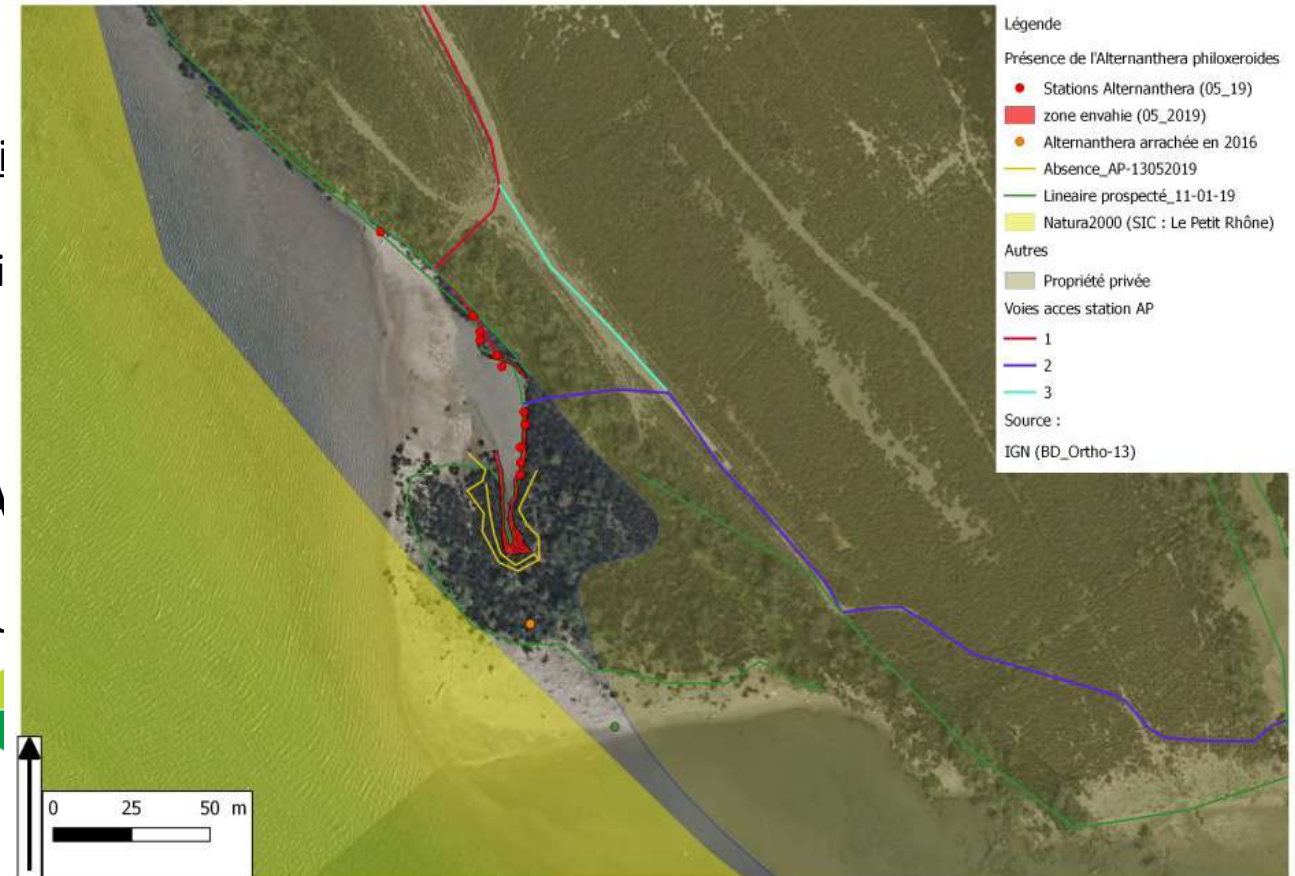 Légende
Présence de l'Alternanthera philoxeroides
Stations Alternanthera (05_19)
zone envahie (05_2019)
Alternanthera arrachée en 2016
Absence_AP-13052019
Lineaire prospecté_11-01-19
Natura2000 (SIC : Le Petit Rhône)
Autres
Propriété privée
Voies acces station AP
1
2
3
Source :
IGN (BD_Ortho-13)
0 25 50 m